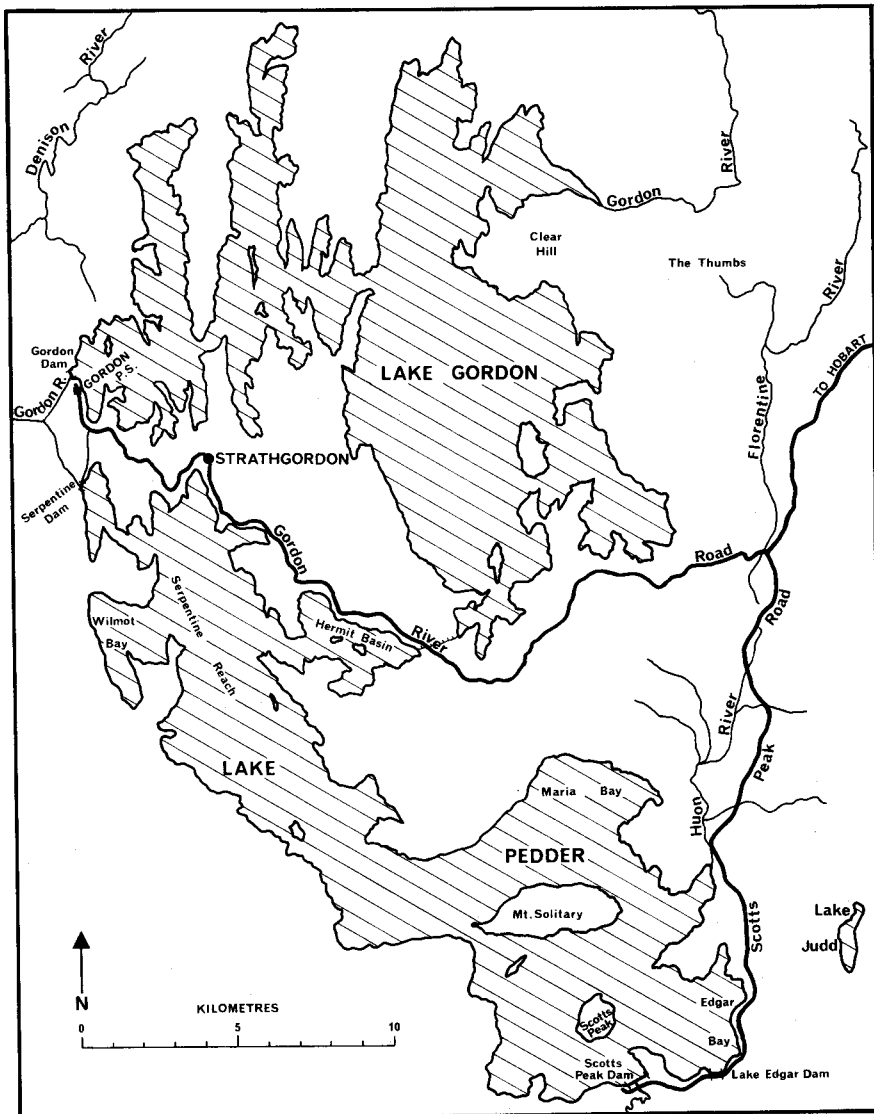 River
Denison
River
Gordon
Clear
Hill
The Thumbs
River
TO HOBART
Gordon
Dam
GORDON
P.S.
Gordon R.
LAKE GORDON
Florentine
STRATHGORDON
Serpentine
Dam
Gordon
River
Road
Road
Serpentine
Reach
Wilmot
Bay
Hermit Basin
River
Peak
LAKE
Maria Bay
Huon
PEDDER
Mt. Solitary
Scotts
Lake
Judd
N
KILOMETRES
0 5 10
Edgar
Bay
Scotts
Peak
Scotts
Peak Dam
Lake Edgar Dam